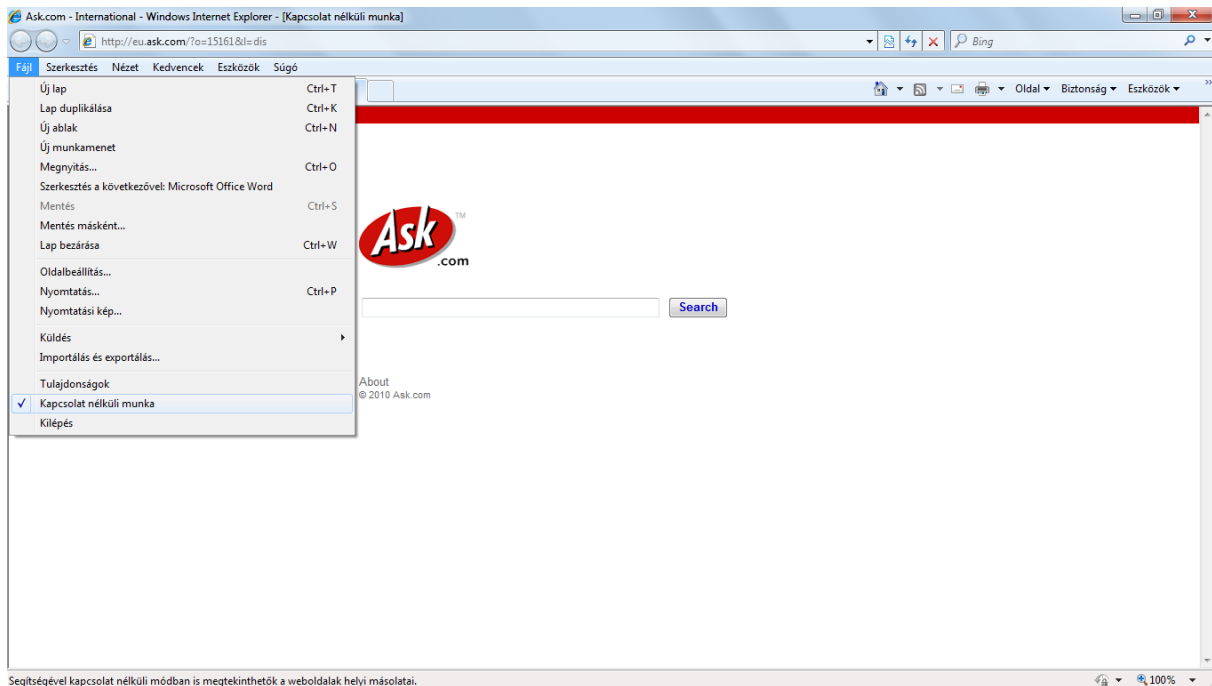 Ask.com - International - Windows Internet Explorer - [Kapcsolat nélküli munka]
http://eu.ask.com/?o=15161&l=dis
Bing
Fájl Szerkesztés Nézet Kedvencek Eszközök Súgó
Oldal Biztonság Eszközök
Új lap Ctrl+T
Lap duplikálása Ctrl+K
Új ablak Ctrl+N
Új munkamenet
Megnyitás... Ctrl+O
Szerkesztés a következővel: Microsoft Office Word
Mentés Ctrl+S
Mentés másként...
Lap bezárása Ctrl+W
Oldalbeállítás...
Nyomtatás... Ctrl+P
Nyomtatási kép...
Küldés
Importálás és exportálás...
Tulajdonságok
Kapcsolat nélküli munka
Kilépés
Ask TM
.com
Search
About
© 2010 Ask.com
Segítségével kapcsolat nélküli módban is megtekinthetők a weboldalak helyi másolatai.
100%